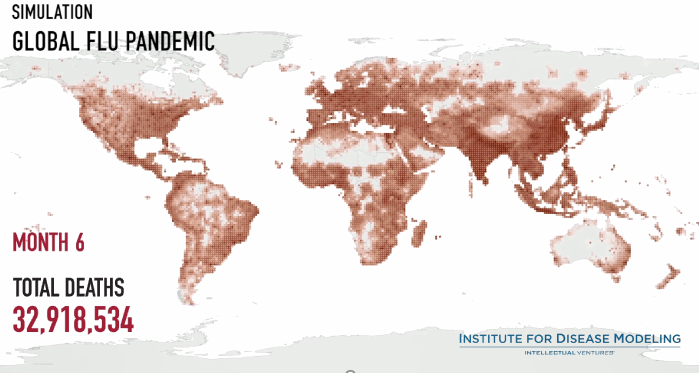 SIMULATION
GLOBAL FLU PANDEMIC
MONTH 6
TOTAL DEATHS
32,918,534
INSTITUTE FOR DISEASE MODELING
INTELLECTUAL VENTURES